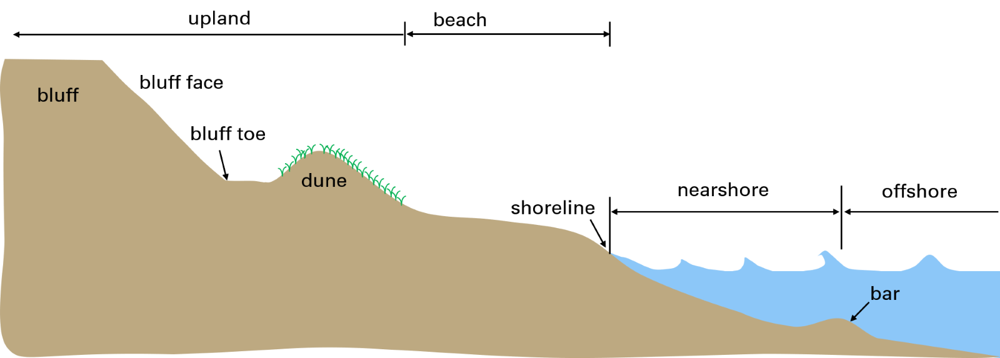 upland
beach
bluff face
bluff
bluff toe
dune
nearshore
offshore
shoreline
bar